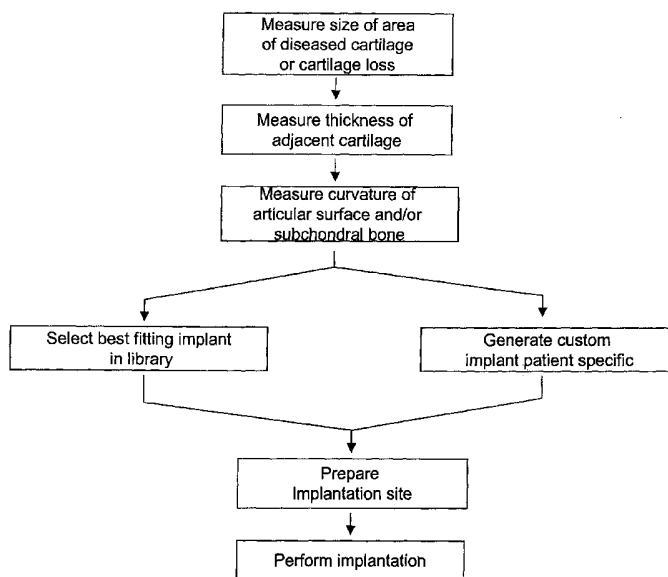 Measure size of area
of diseased cartilage
or cartilage loss
Measure thickness of
adjacent cartilage
Measure curvature of
articular surface and/or
subchondral bone
Select best fitting implant
in library
Generate custom
implant patient specific
Prepare
Implantation site
Perform implantation